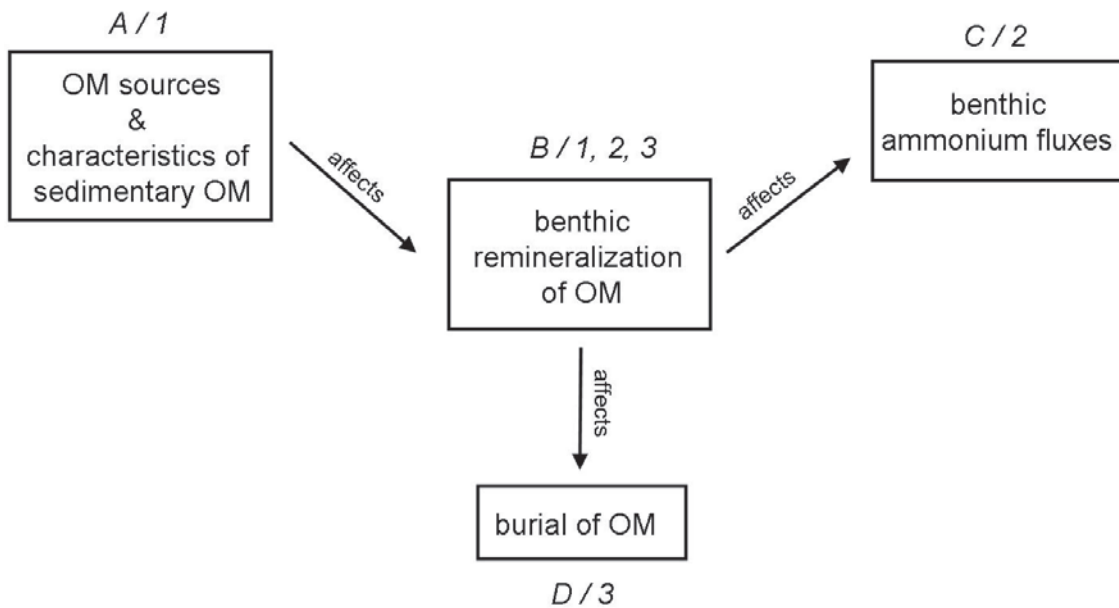 A / 1
OM sources
&
characteristics of
sedimentary OM
affects
B / 1, 2, 3
benthic
remineralization
of OM
affects
C / 2
benthic
ammonium fluxes
affects
burial of OM
D / 3